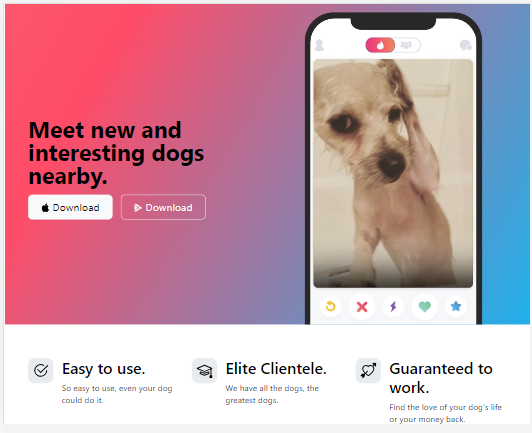 Meet new and
interesting dogs
nearby.
Download
Download
Easy to use.
So easy to use, even your dog
could do it.
Elite Clientele.
We have all the dogs, the
greatest dogs.
Guaranteed to
work.
Find the love of your dog's life
or your money back.